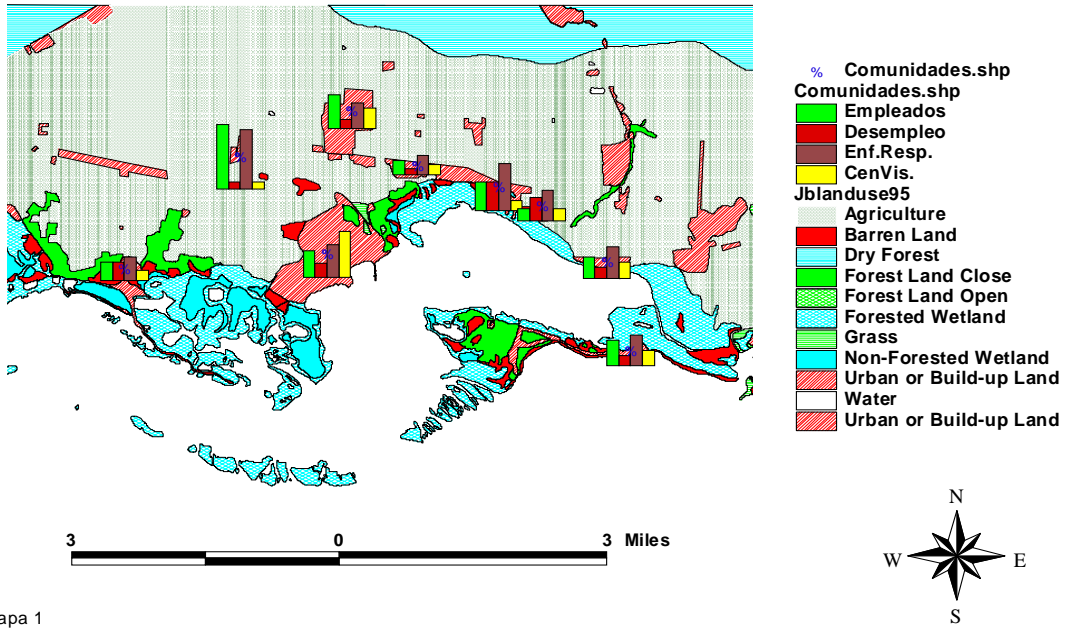 % Comunidades.shp
Comunidades.shp
Empleados
Desempleo
Enf.Resp.
CenVis.
Jblanduse95
Agriculture
Barren Land
Dry Forest
Forest Land Close
Forest Land Open
Forested Wetland
Grass
Non-Forested Wetland
Urban or Build-up Land
Water
Urban or Build-up Land
%
%
%
%
%
%
%
%
%
3 0 3 Miles
N
W E
S
apa 1